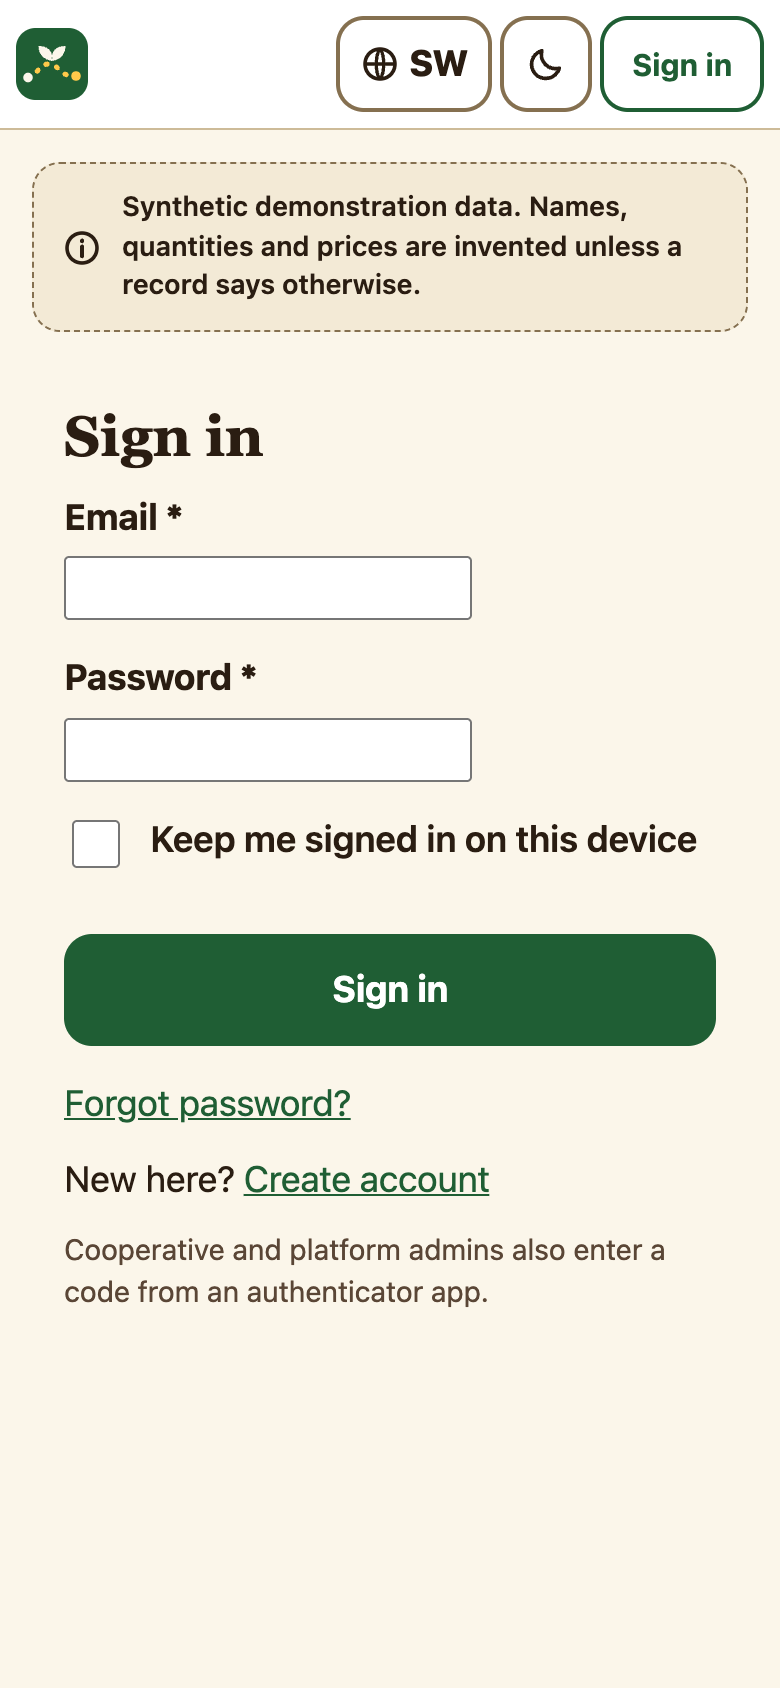 SW
Sign in
Synthetic demonstration data. Names,
quantities and prices are invented unless a
record says otherwise.
Sign in
Email *
Password *
Keep me signed in on this device
Sign in
Forgot password?
New here? Create account
Cooperative and platform admins also enter a
code from an authenticator app.